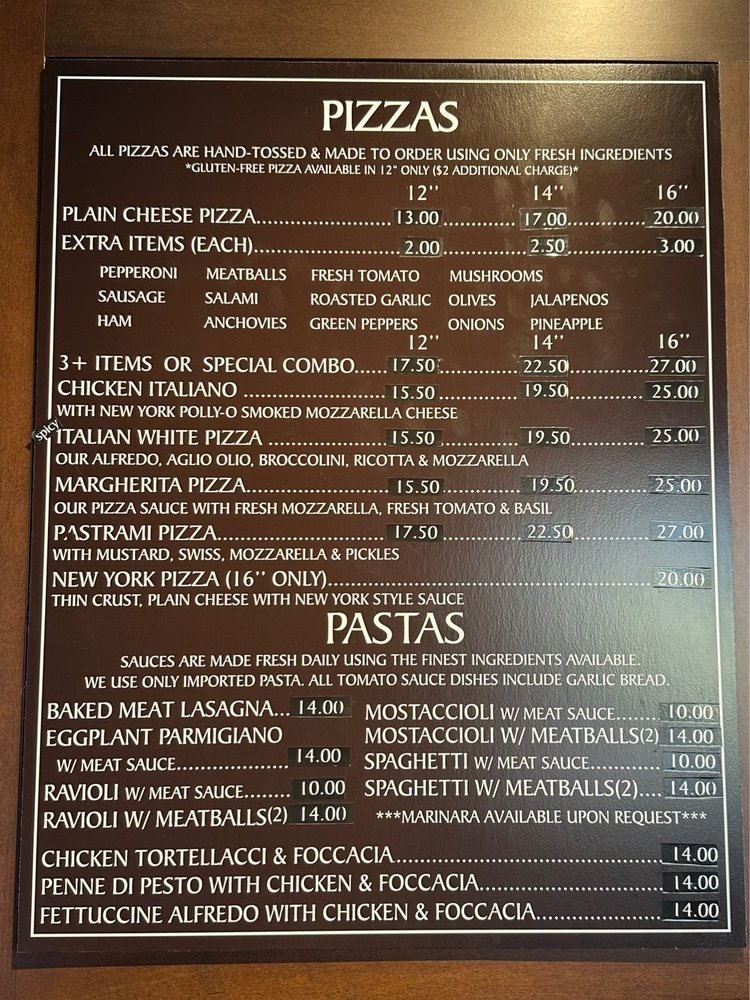 PIZZAS
ALL PIZZAS ARE HAND-TOSSED & MADE TO ORDER USING ONLY FRESH INGREDIENTS
*GLUTEN-FREE PIZZA AVAILABLE IN 12" ONLY ($2 ADDITIONAL CHARGE)*
12'' 14'' 16''
PLAIN CHEESE PIZZA..................13.00..............17.00...............20.00
EXTRA ITEMS (EACH)..................2.00..............2.50...............3.00
PEPPERONI MEATBALLS FRESH TOMATO MUSHROOMS
SAUSAGE SALAMI ROASTED GARLIC OLIVES JALAPENOS
HAM ANCHOVIES GREEN PEPPERS ONIONS PINEAPPLE
12'' 14'' 16''
3+ ITEMS OR SPECIAL COMBO.....17.50..............22.50..............27.00
CHICKEN ITALIANO ....................15.50..............19.50..............25.00
WITH NEW YORK POLLY-O SMOKED MOZZARELLA CHEESE
spicy
ITALIAN WHITE PIZZA .................15.50..............19.50..............25.00
OUR ALFREDO, AGLIO OLIO, BROCCOLINI, RICOTTA & MOZZARELLA
MARGHERITA PIZZA....................15.50..............19.50..............25.00
OUR PIZZA SAUCE WITH FRESH MOZZARELLA, FRESH TOMATO & BASIL
PASTRAMI PIZZA........................17.50..............22.50..............27.00
WITH MUSTARD, SWISS, MOZZARELLA & PICKLES
NEW YORK PIZZA (16'' ONLY)..............................................20.00
THIN CRUST, PLAIN CHEESE WITH NEW YORK STYLE SAUCE
PASTAS
SAUCES ARE MADE FRESH DAILY USING THE FINEST INGREDIENTS AVAILABLE.
WE USE ONLY IMPORTED PASTA. ALL TOMATO SAUCE DISHES INCLUDE GARLIC BREAD.
BAKED MEAT LASAGNA... 14.00
EGGPLANT PARMIGIANO
W/ MEAT SAUCE................. 14.00
RAVIOLI W/ MEAT SAUCE........ 10.00
RAVIOLI W/ MEATBALLS(2) 14.00
MOSTACCIOLI W/ MEAT SAUCE....... 10.00
MOSTACCIOLI W/ MEATBALLS(2) 14.00
SPAGHETTI W/ MEAT SAUCE.......... 10.00
SPAGHETTI W/ MEATBALLS(2).... 14.00
***MARINARA AVAILABLE UPON REQUEST***
CHICKEN TORTELLACCI & FOCCACIA........................................14.00
PENNE DI PESTO WITH CHICKEN & FOCCACIA...........................14.00
FETTUCCINE ALFREDO WITH CHICKEN & FOCCACIA..................14.00